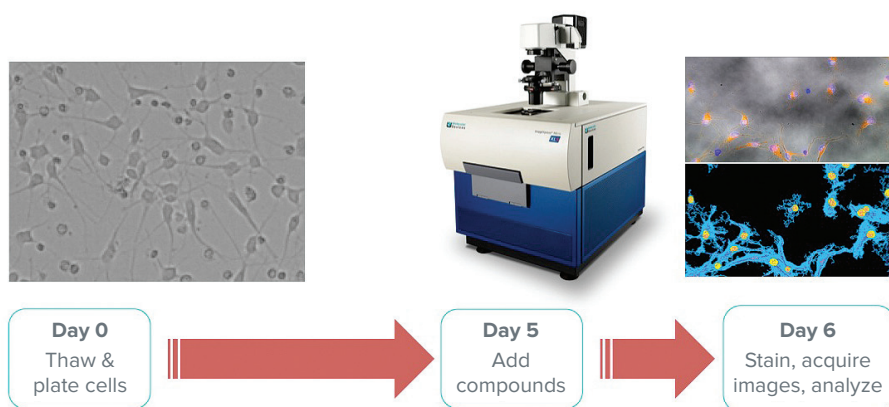 Day 0
Thaw &
plate cells
Day 5
Add
compounds
Day 6
Stain, acquire
images, analyze